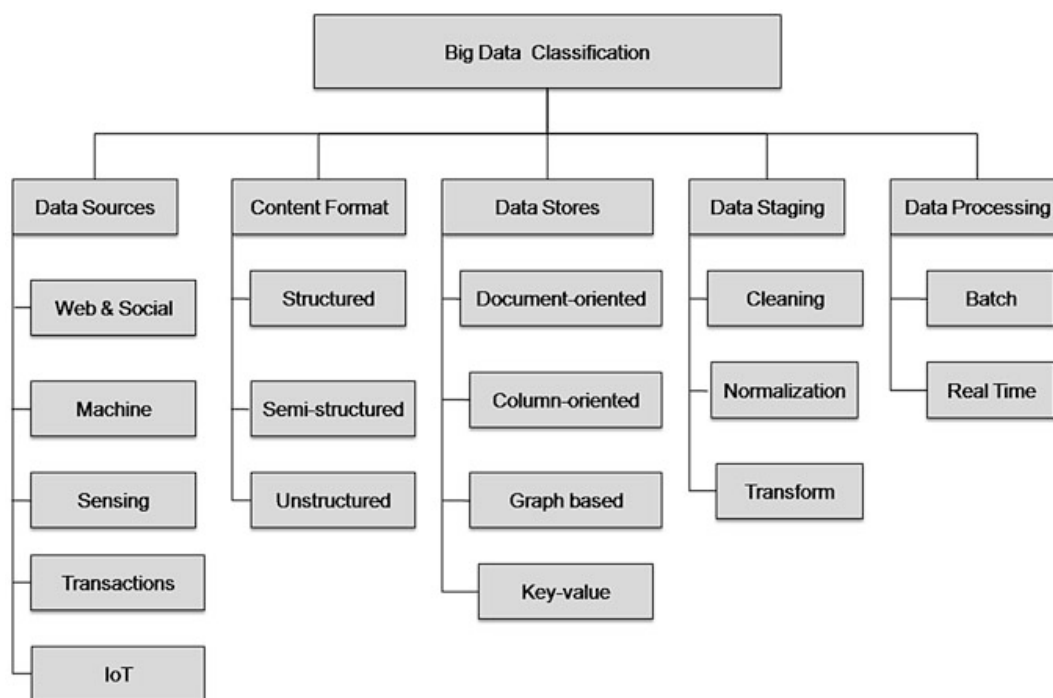 Big Data Classification
Data Sources
Content Format
Data Stores
Data Staging
Data Processing
Web & Social
Machine
Sensing
Transactions
IoT
Structured
Semi-structured
Unstructured
Document-oriented
Column-oriented
Graph based
Key-value
Cleaning
Normalization
Transform
Batch
Real Time